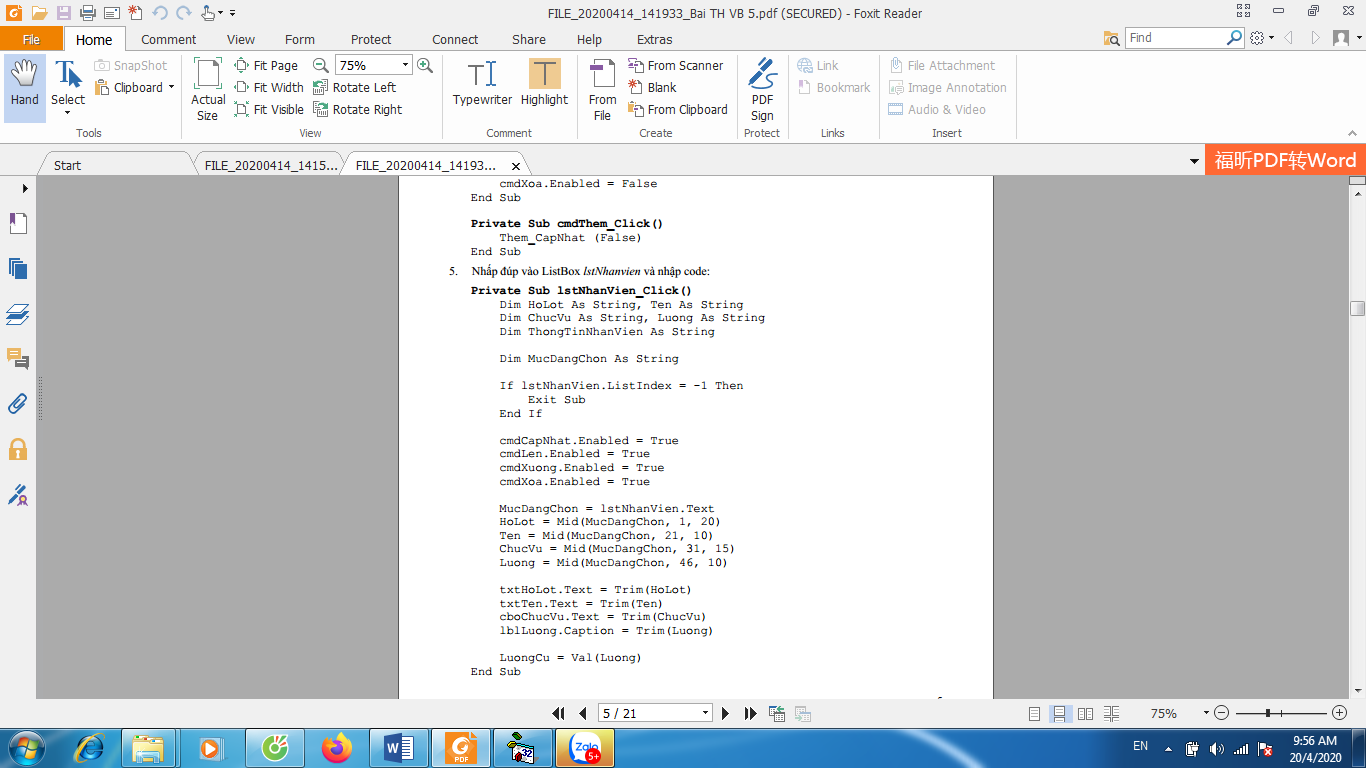 FILE_20200414_141933_Bai TH VB 5.pdf (SECURED) - Foxit Reader
File Home Comment View Form Protect Connect Share Help Extras Find
Hand
Select
SnapShot
Clipboard
Tools
Actual Size
Fit Page
Fit Width
Fit Visible
75%
Rotate Left
Rotate Right
View
Typewriter
Highlight
Comment
From File
From Scanner
Blank
From Clipboard
Create
PDF Sign
Protect
Link
Bookmark
Links
File Attachment
Image Annotation
Audio & Video
Insert
Start FILE_20200414_1415... FILE_20200414_14193... 福昕PDF转Word
cmdXoa.Enabled = False
End Sub
Private Sub cmdThem_Click()
Them_CapNhat (False)
End Sub
5. Nhấp đúp vào ListBox lstNhanvien và nhập code:
Private Sub lstNhanVien_Click()
Dim HoLot As String, Ten As String
Dim ChucVu As String, Luong As String
Dim ThongTinNhanVien As String
Dim MucDangChon As String
If lstNhanVien.ListIndex = -1 Then
Exit Sub
End If
cmdCapNhat.Enabled = True
cmdLen.Enabled = True
cmdXuong.Enabled = True
cmdXoa.Enabled = True
MucDangChon = lstNhanVien.Text
HoLot = Mid(MucDangChon, 1, 20)
Ten = Mid(MucDangChon, 21, 10)
ChucVu = Mid(MucDangChon, 31, 15)
Luong = Mid(MucDangChon, 46, 10)
txtHoLot.Text = Trim(HoLot)
txtTen.Text = Trim(Ten)
cboChucVu.Text = Trim(ChucVu)
lblLuong.Caption = Trim(Luong)
LuongCu = Val(Luong)
End Sub
5 / 21
75%
PDF
32
Zalo
5+
EN
9:56 AM
20/4/2020